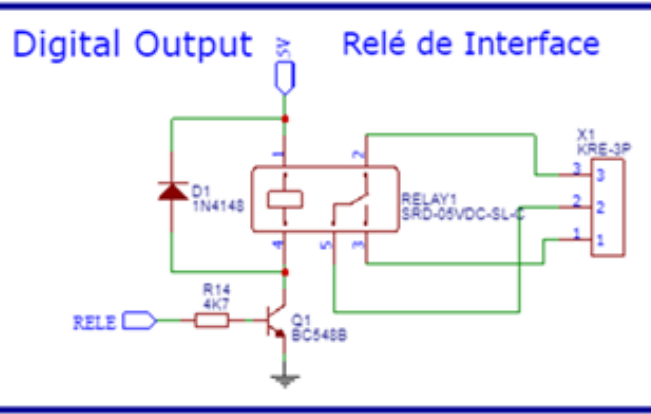 Digital Output
Relé de Interface
5V
X1
KRE-3P
1
2
3
3
2
2
1
1
D1
1N4148
RELAY1
SRD-05VDC-SL-C
4
5
3
R14
4K7
RELE
Q1
BC548B